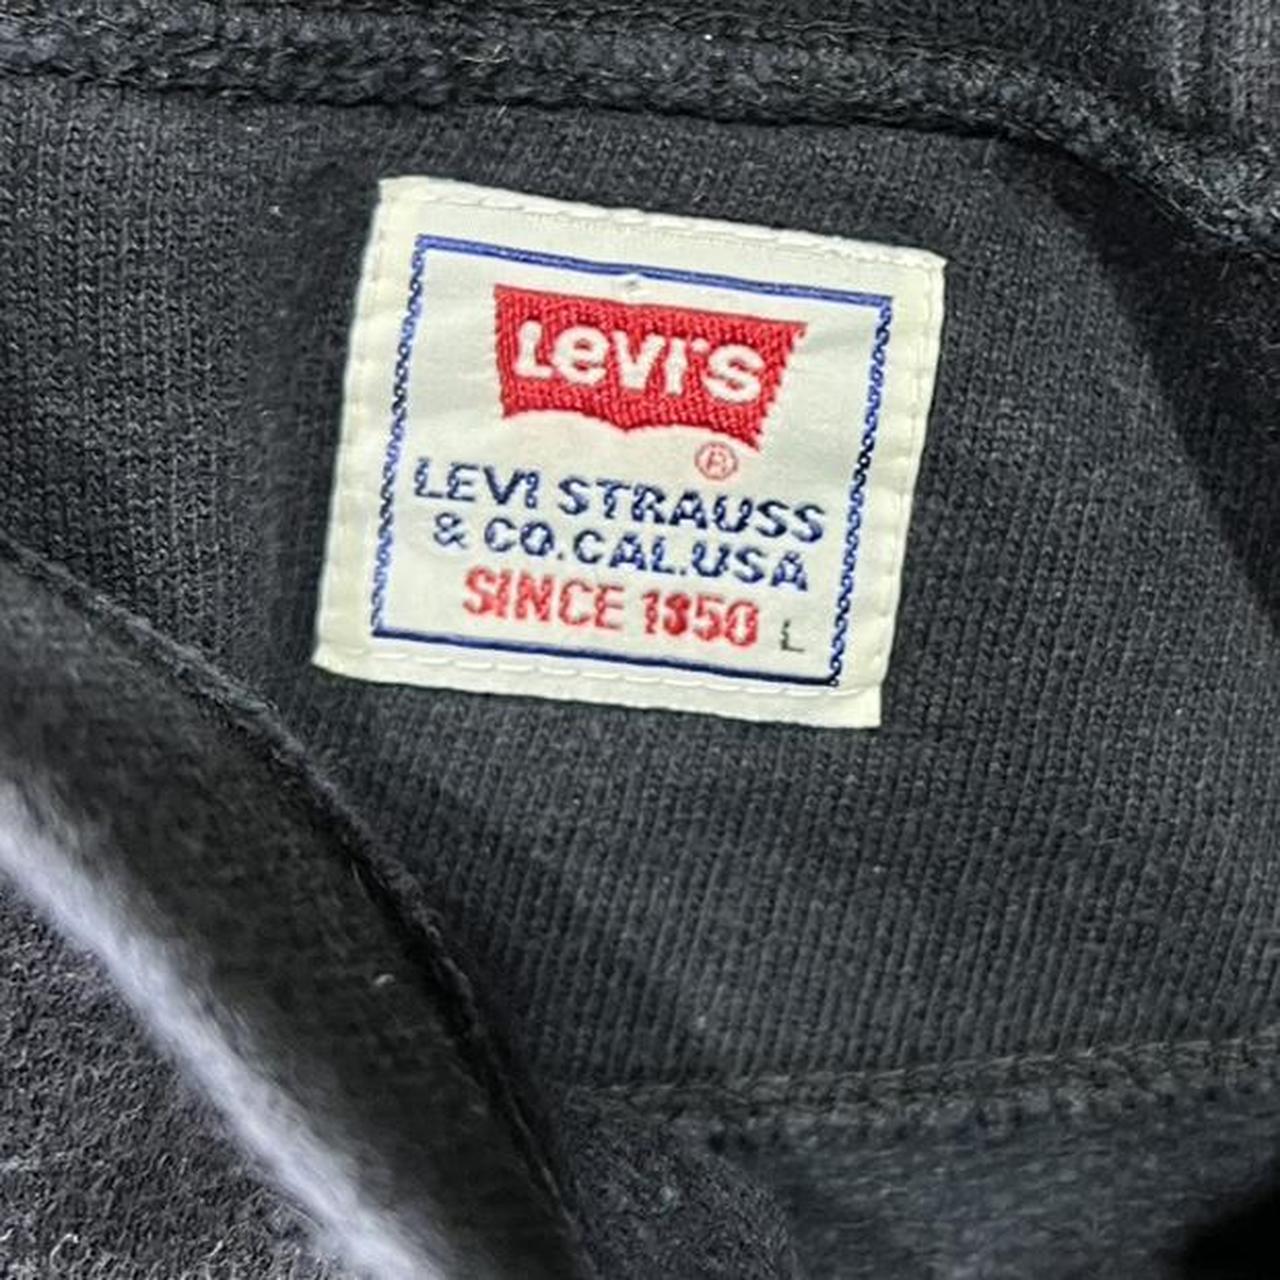 Levi's
®
LEVI STRAUSS
& CO.CAL.USA
SINCE 1850 L